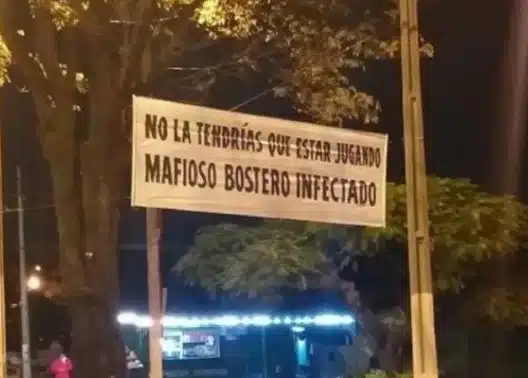 NO LA TENDRÍAS QUE ESTAR JUGANDO
MAFIOSO BOSTERO INFECTADO